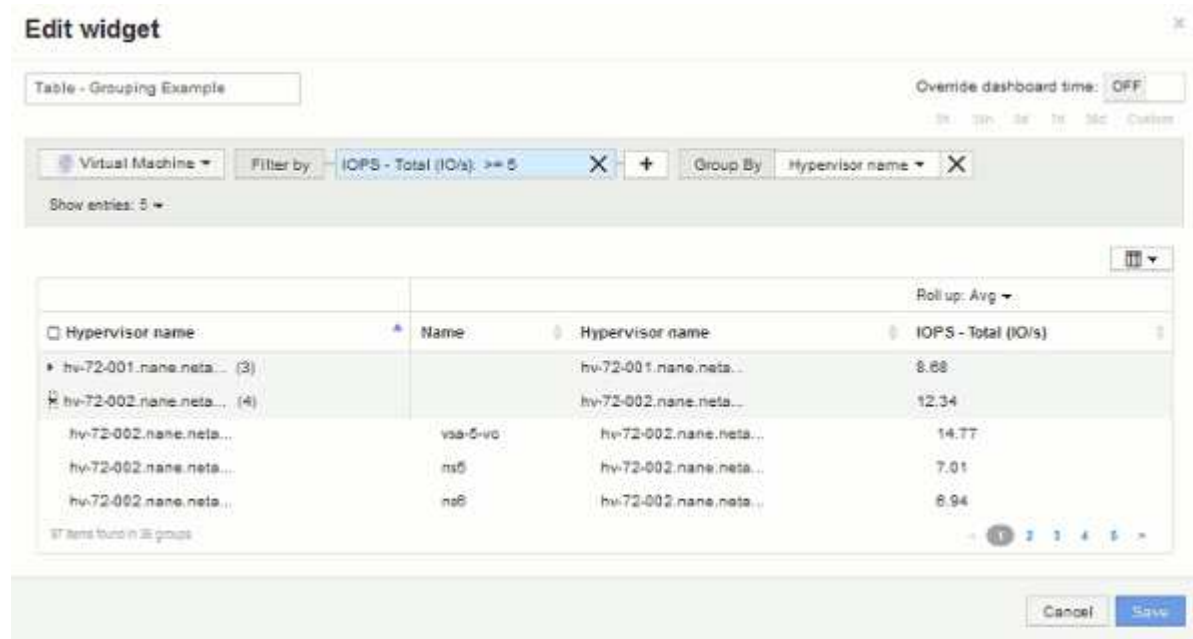 Edit widget
Table - Grouping Example
Override dashboard time: OFF
Custom
Virtual Machine Filter by IOPS - Total (IO/s): >= 5 X + Group By Hypervisor name X
Show entries: 5
Roll up: Avg
Hypervisor name Name Hypervisor name IOPS - Total (IO/s)
hv-72-001.nane.neta... (3) hv-72-001.nane.neta... 8.68
hv-72-002.nane.neta... (4) hv-72-002.nane.neta... 12.34
hv-72-002.nane.neta... hv-72-002.nane.neta... 14.77
hv-72-002.nane.neta... ns5 hv-72-002.nane.neta... 7.01
hv-72-002.nane.neta... ns6 hv-72-002.nane.neta... 6.94
items found in groups 1 2 3 4 5 >
Cancel Save